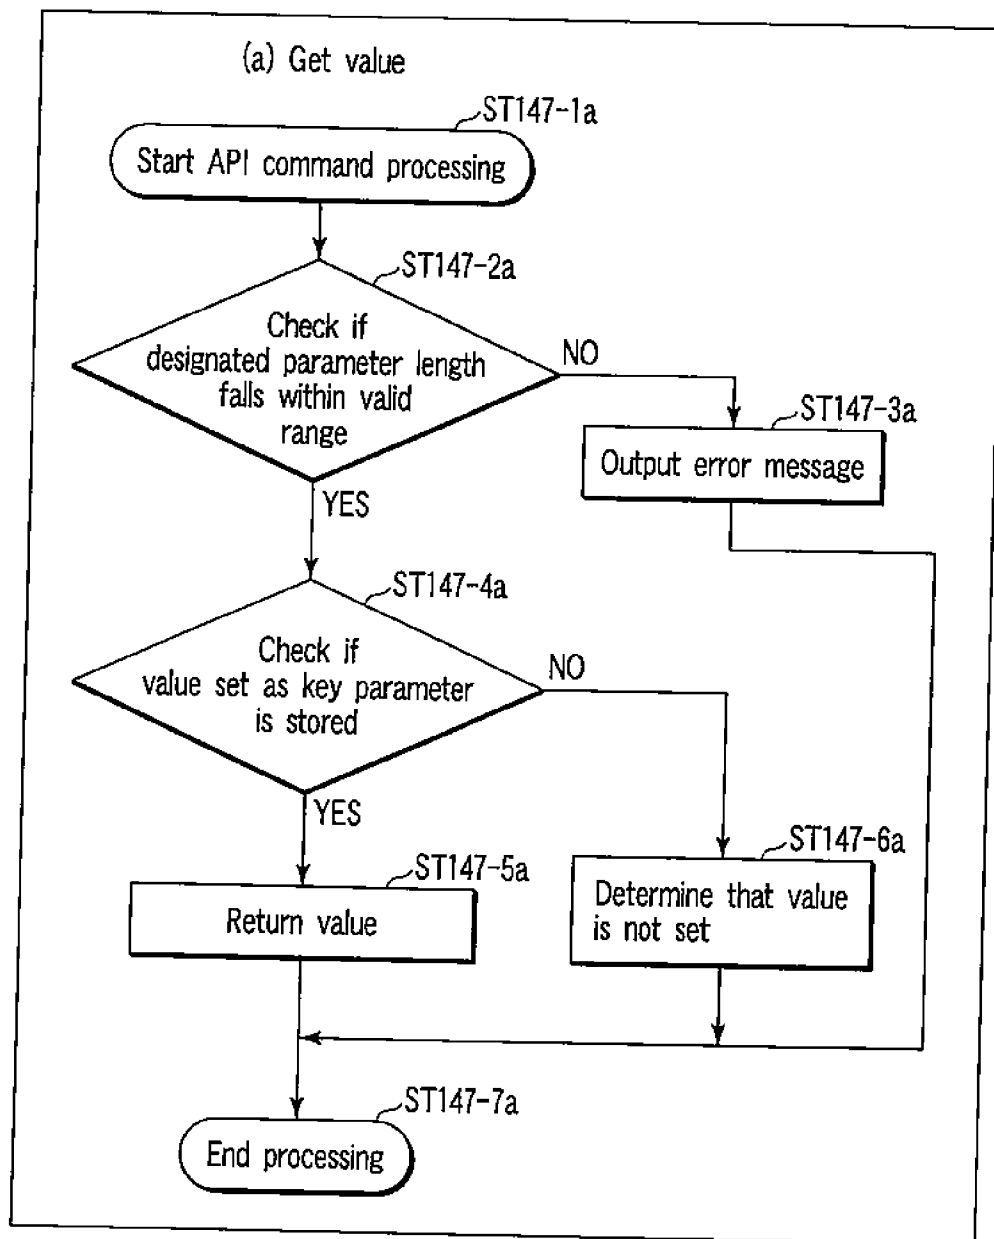 (a) Get value
ST147-1a
Start API command processing
ST147-2a
Check if
designated parameter length
falls within valid
range
NO
ST147-3a
Output error message
YES
ST147-4a
Check if
value set as key parameter
is stored
NO
YES
ST147-5a
Return value
ST147-6a
Determine that value
is not set
ST147-7a
End processing